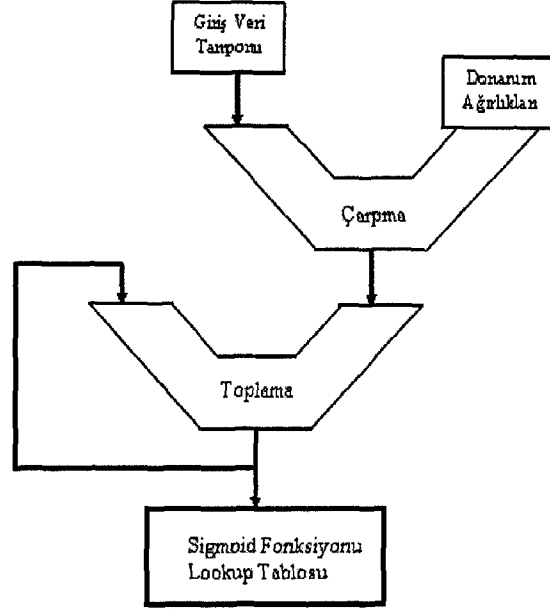 Giriş Veri
Tamponu
Donanım
Ağırlıkları
Çarpma
Toplama
Sigmoid Fonksiyonu
Lookup Tablosu